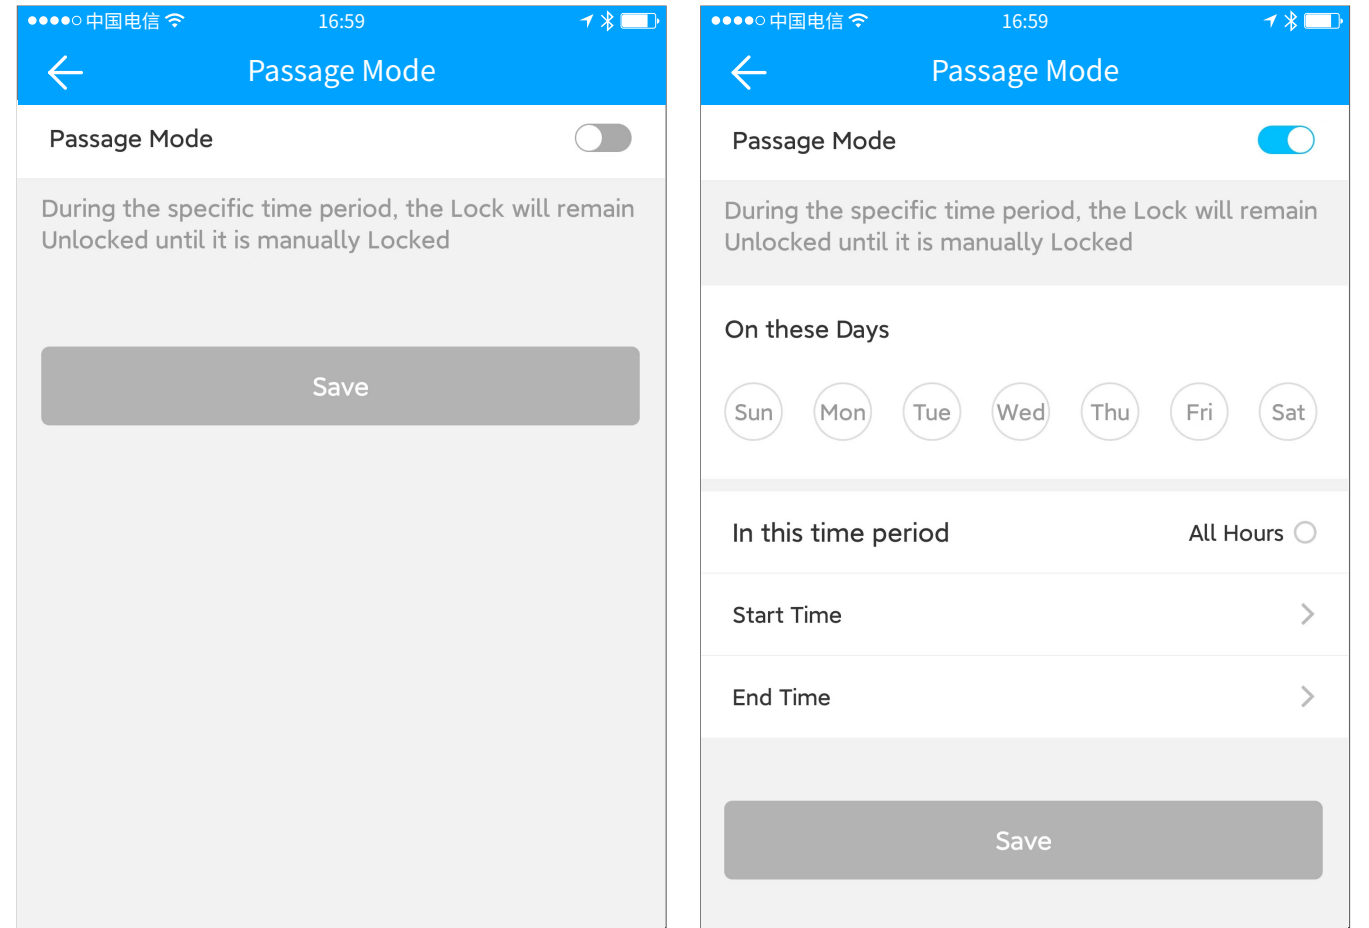 中国电信
16:59
Passage Mode
Passage Mode
During the specific time period, the Lock will remain
Unlocked until it is manually Locked
Save
中国电信
16:59
Passage Mode
Passage Mode
During the specific time period, the Lock will remain
Unlocked until it is manually Locked
On these Days
Sun Mon Tue Wed Thu Fri Sat
In this time period All Hours
Start Time
End Time
Save